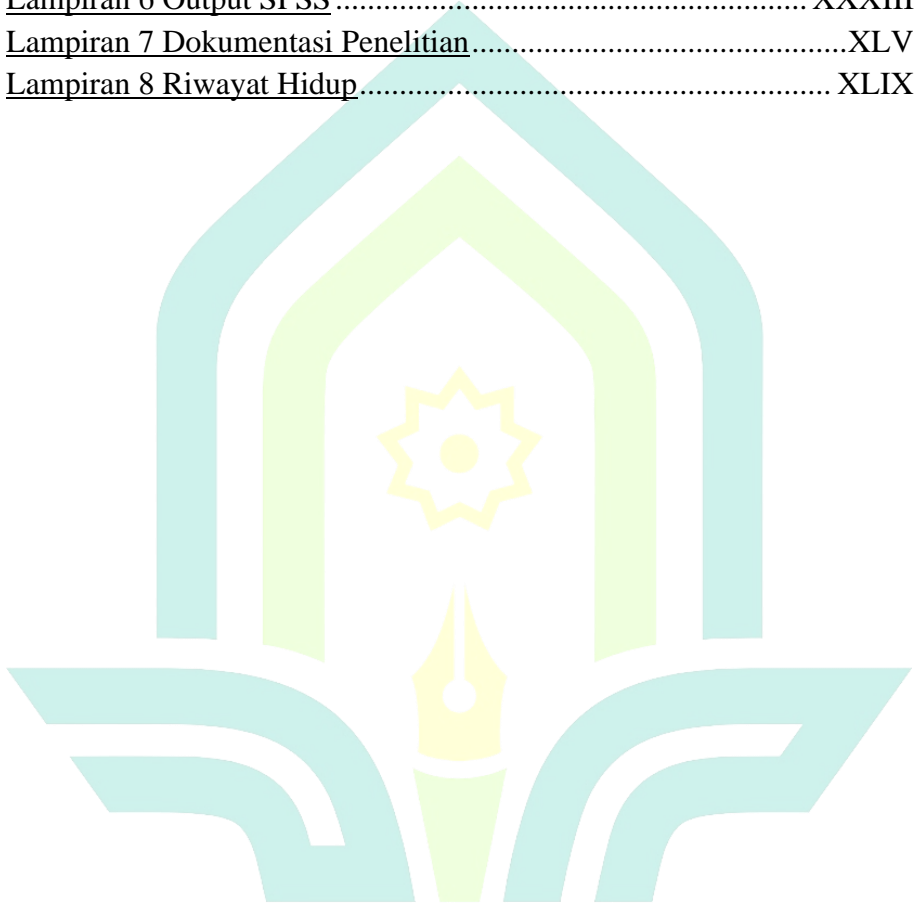 Lampiran 6 Output SPSS.......................................................... XXXIII
Lampiran 7 Dokumentasi Penelitian..............................................XLV
Lampiran 8 Riwayat Hidup.......................................................... XLIX